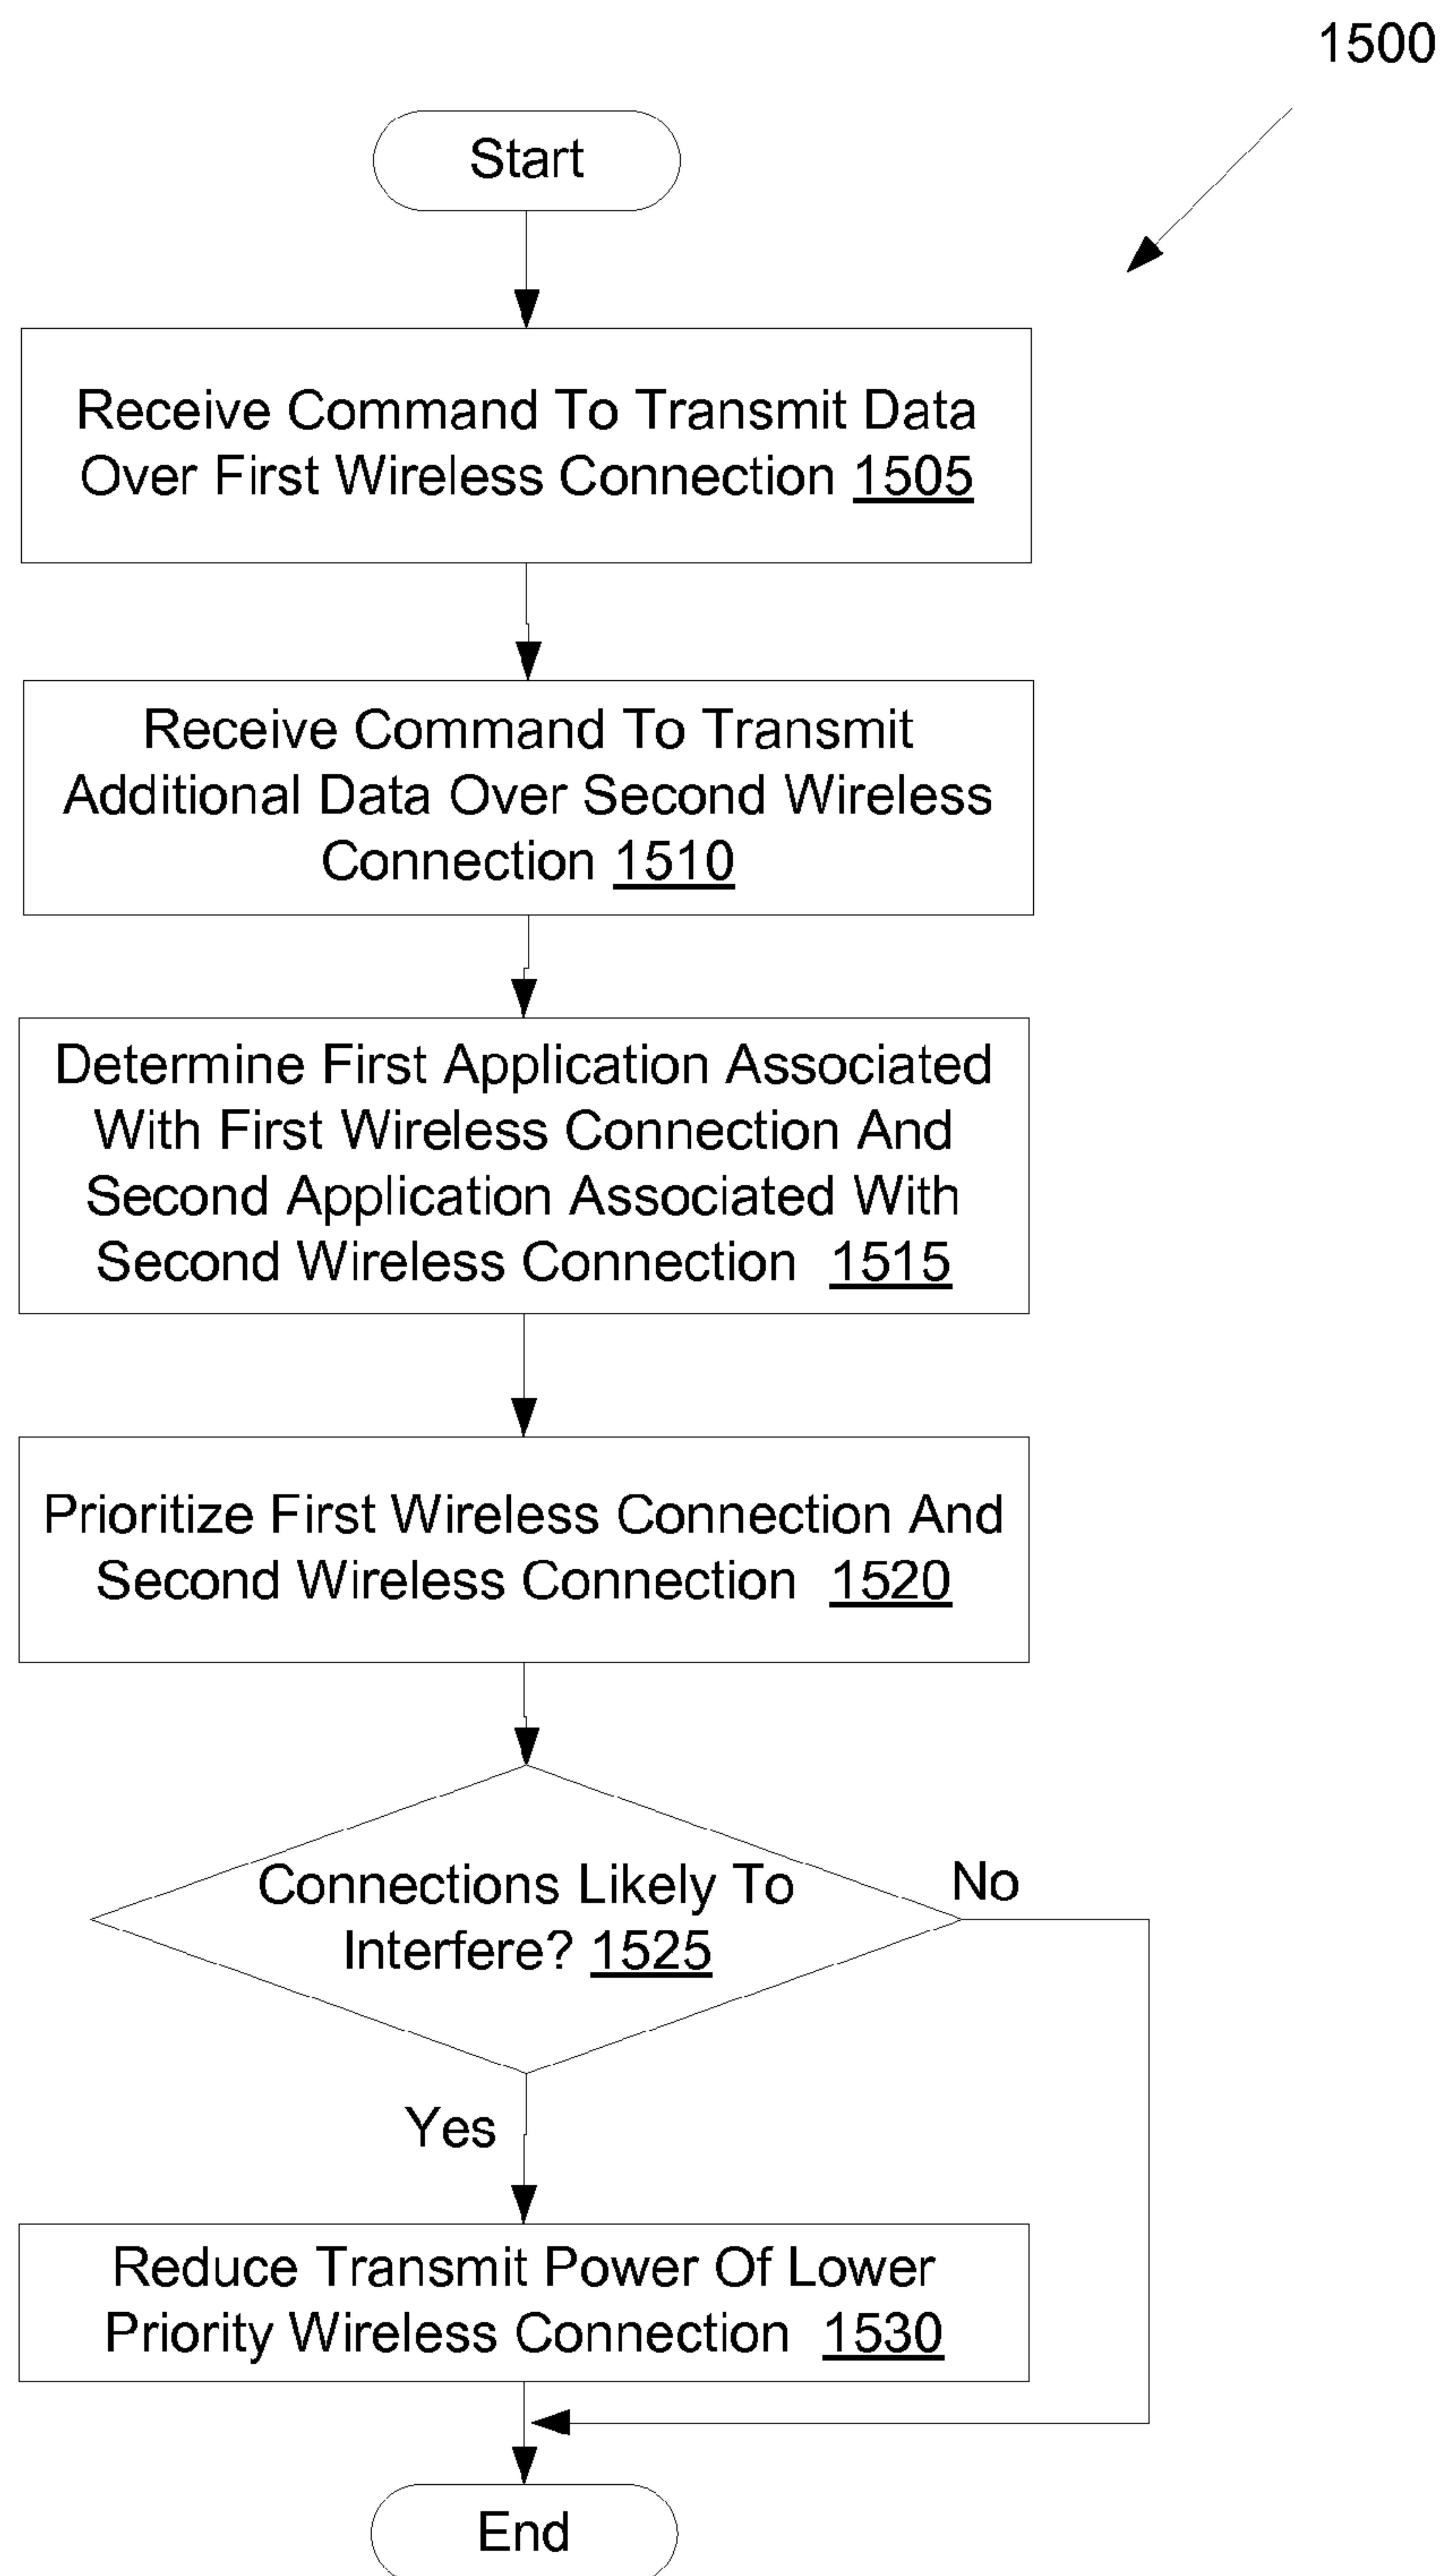 1500
Start
Receive Command To Transmit Data
Over First Wireless Connection 1505
Receive Command To Transmit
Additional Data Over Second Wireless
Connection 1510
Determine First Application Associated
With First Wireless Connection And
Second Application Associated With
Second Wireless Connection 1515
Prioritize First Wireless Connection And
Second Wireless Connection 1520
Connections Likely To
Interfere? 1525
No
Yes
Reduce Transmit Power Of Lower
Priority Wireless Connection 1530
End